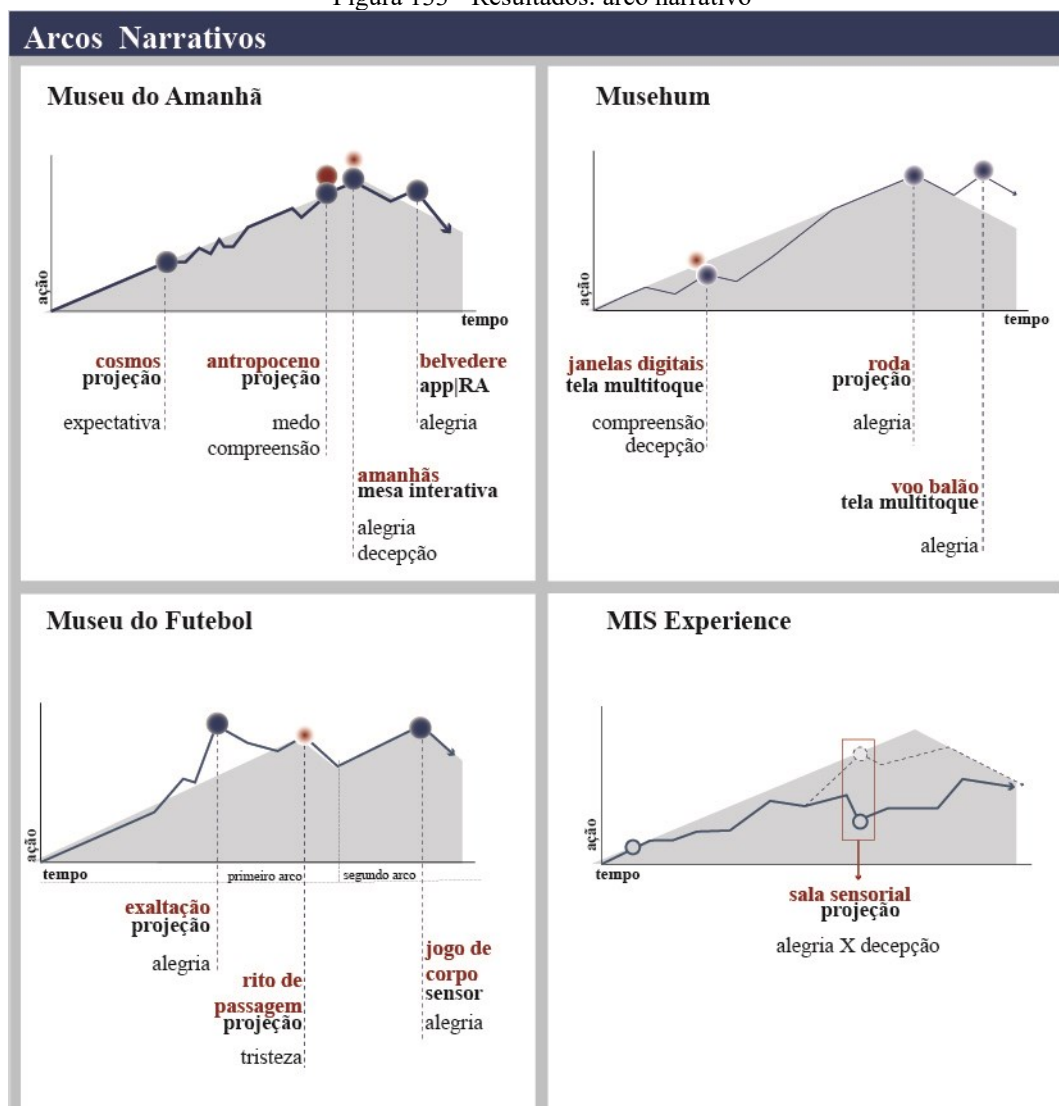 Figura 155 - Resultados: arco narrativo
Arcos Narrativos
Museu do Amanhã
ação
tempo
cosmos
projeção
expectativa
antropoceno
projeção
medo
compreensão
belvedere
app|RA
alegria
amanhãs
mesa interativa
alegria
decepção
Musehum
ação
tempo
janelas digitais
tela multitoque
compreensão
decepção
roda
projeção
alegria
voo balão
tela multitoque
alegria
Museu do Futebol
ação
tempo
primeiro arco
segundo arco
exaltação
projeção
alegria
rito de
passagem
projeção
tristeza
jogo de
corpo
sensor
alegria
MIS Experience
ação
tempo
sala sensorial
projeção
alegria X decepção